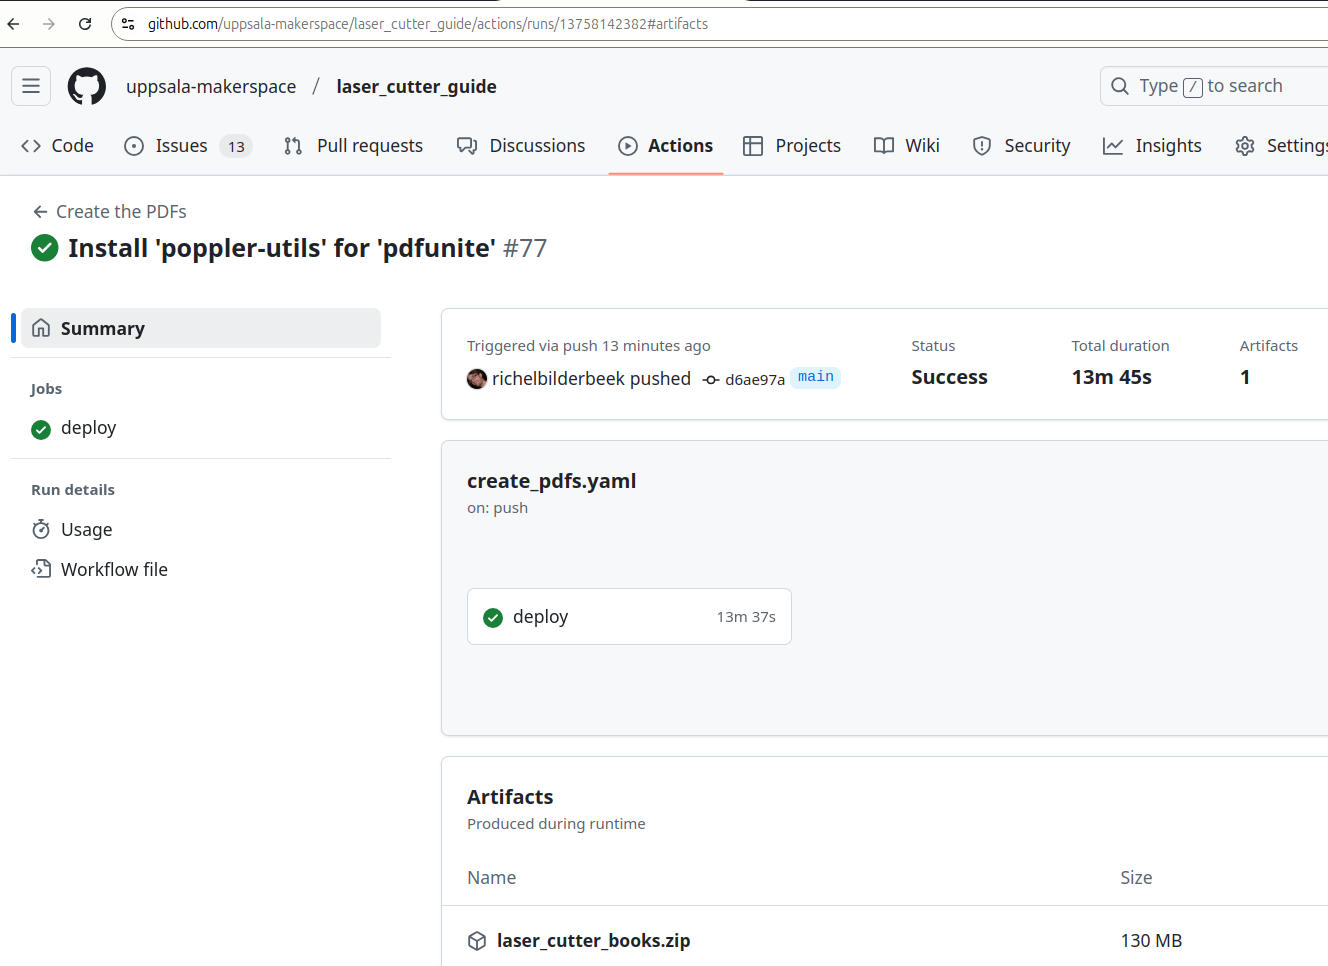 github.com/uppsala-makerspace/laser_cutter_guide/actions/runs/13758142382#artifacts
uppsala-makerspace / laser_cutter_guide
Type / to search
Code
Issues 13
Pull requests
Discussions
Actions
Projects
Wiki
Security
Insights
Settings
Create the PDFs
Install 'poppler-utils' for 'pdfunite' #77
Summary
Jobs
deploy
Run details
Usage
Workflow file
Triggered via push 13 minutes ago
richelbilderbeek pushed d6ae97a main
Status
Success
Total duration
13m 45s
Artifacts
1
create_pdfs.yaml
on: push
deploy 13m 37s
Artifacts
Produced during runtime
Name Size
laser_cutter_books.zip 130 MB